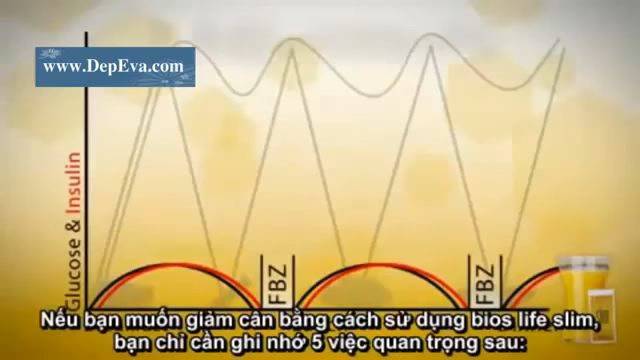 www.DepEva.com
Glucose & Insulin
FBZ
FBZ
Nếu bạn muốn giảm cân bằng cách sử dụng bios life slim,
bạn chỉ cần ghi nhớ 5 việc quan trọng sau: